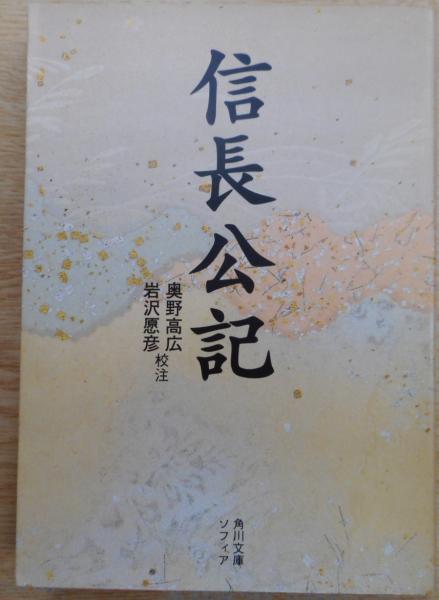 信長公記
奥野高広
岩沢愿彦 校注
角川文庫
ソフィア